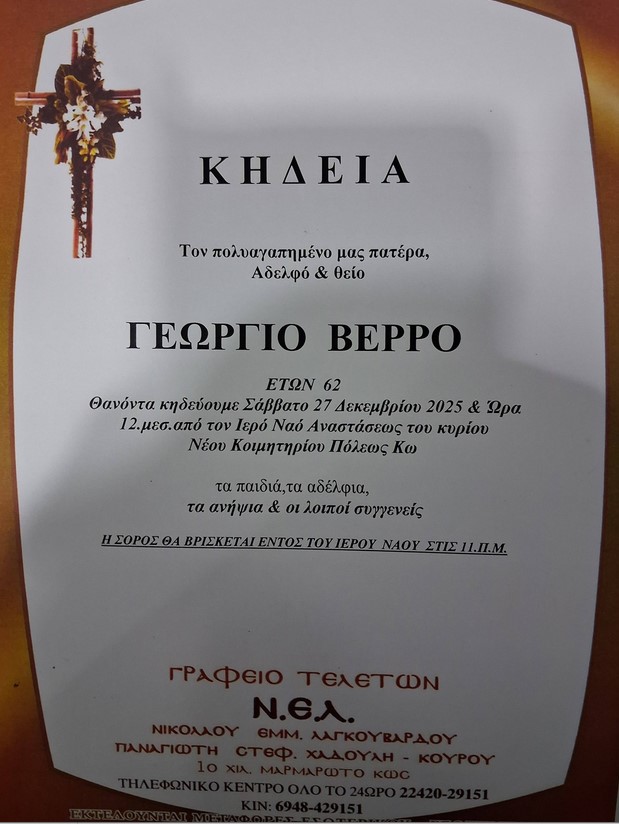 ΚΗΔΕΙΑ
Τον πολυαγαπημένο μας πατέρα,
Αδελφό & θείο
ΓΕΩΡΓΙΟ ΒΕΡΡΟ
ΕΤΩΝ 62
Θανόντα κηδεύουμε Σάββατο 27 Δεκεμβρίου 2025 & Ώρα
12.μεσ.από τον Ιερό Ναό Αναστάσεως του κυρίου
Νέου Κοιμητηρίου Πόλεως Κω
τα παιδιά,τα αδέλφια,
τα ανήψια & οι λοιποί συγγενείς
Η ΣΟΡΟΣ ΘΑ ΒΡΙΣΚΕΤΑΙ ΕΝΤΟΣ ΤΟΥ ΙΕΡΟΥ ΝΑΟΥ ΣΤΙΣ 11.Π.Μ.
ΓΡΑΦΕΙΟ ΤΕΛΕΤΩΝ
Ν.Ε.Λ.
ΝΙΚΟΛΑΟΥ ΕΜΜ. ΛΑΓΚΟΥΒΑΡΔΟΥ
ΠΑΝΑΓΙΩΤΗ ΣΤΕΦ. ΧΑΔΟΥΛΗ - ΚΟΥΡΟΥ
1ο ΧΙΛ. ΜΑΡΜΑΡΩΤΟ ΚΩΣ
ΤΗΛΕΦΩΝΙΚΟ ΚΕΝΤΡΟ ΟΛΟ ΤΟ 24ΩΡΟ 22420-29151
ΚΙΝ: 6948-429151
ΕΚΤΕΛΟΥΝΤΑΙ ΜΕΤΑΦΟΡΕΣ